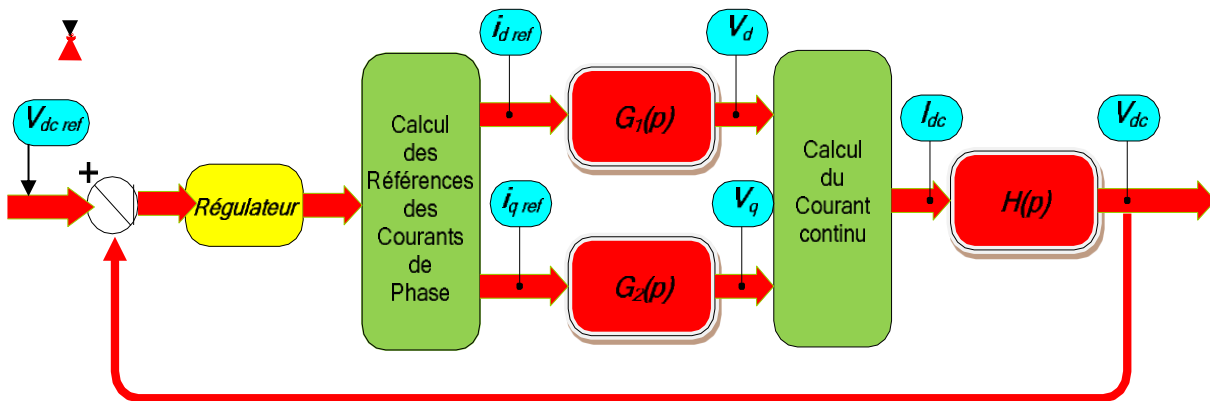 i d ref
V d
V dc ref
+
Régulateur
Calcul
des
Références
des
Courants
de
Phase
G1(p)
i q ref
V q
G2(p)
Calcul
du
Courant
continu
I dc
H(p)
V dc